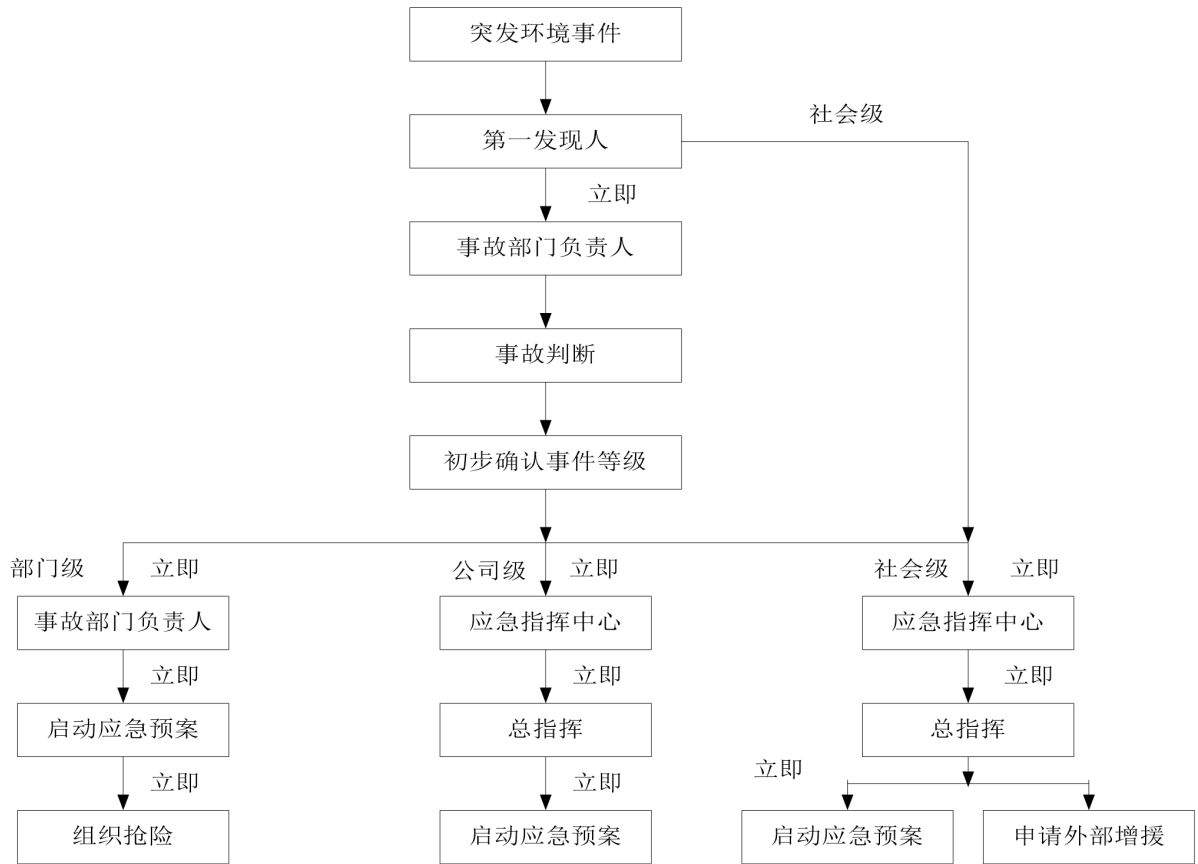 突发环境事件
社会级
第一发现人
立即
事故部门负责人
事故判断
初步确认事件等级
部门级
立即
公司级
立即
社会级
立即
事故部门负责人
应急指挥中心
应急指挥中心
立即
立即
立即
启动应急预案
总指挥
总指挥
立即
立即
立即
组织抢险
启动应急预案
启动应急预案
申请外部增援